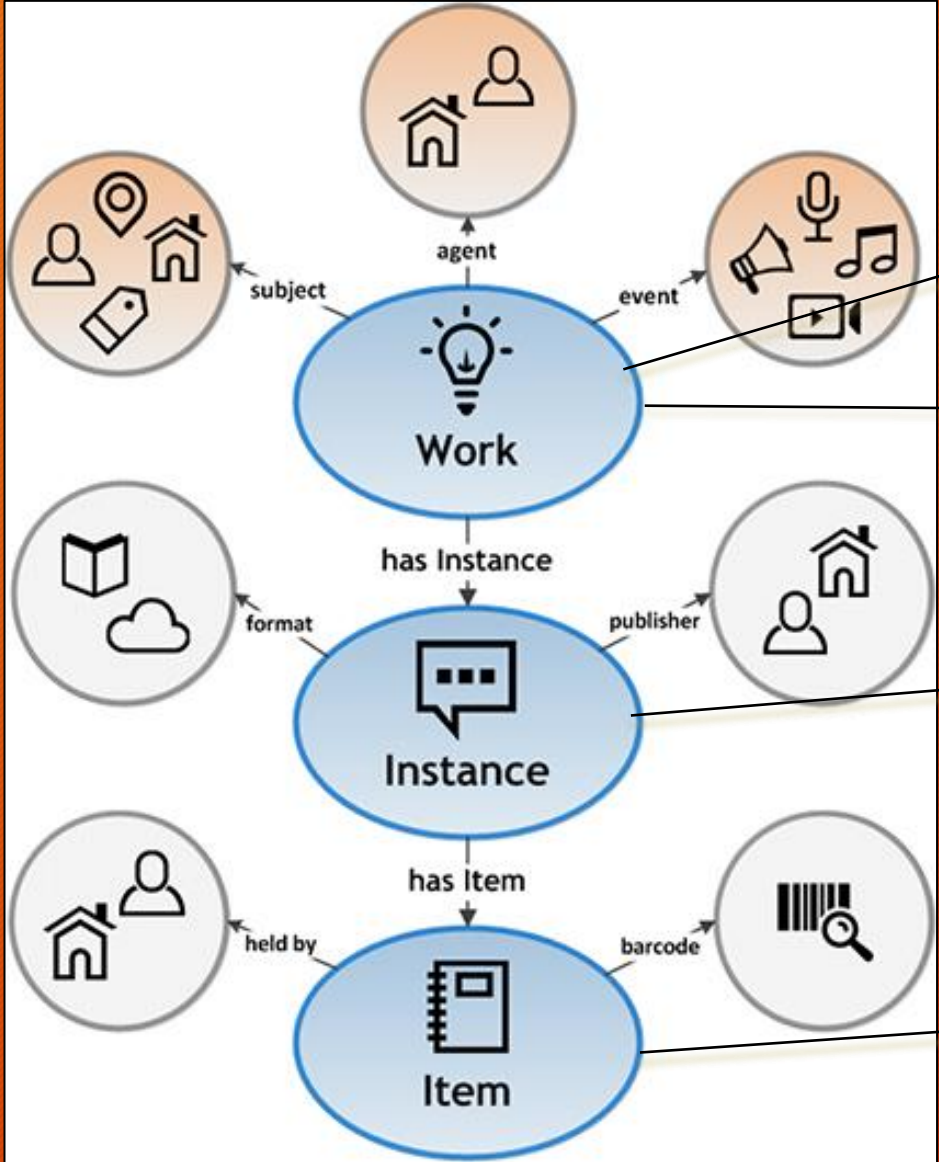 agent
subject
event
Work
has Instance
format
publisher
Instance
has Item
held by
barcode
Item